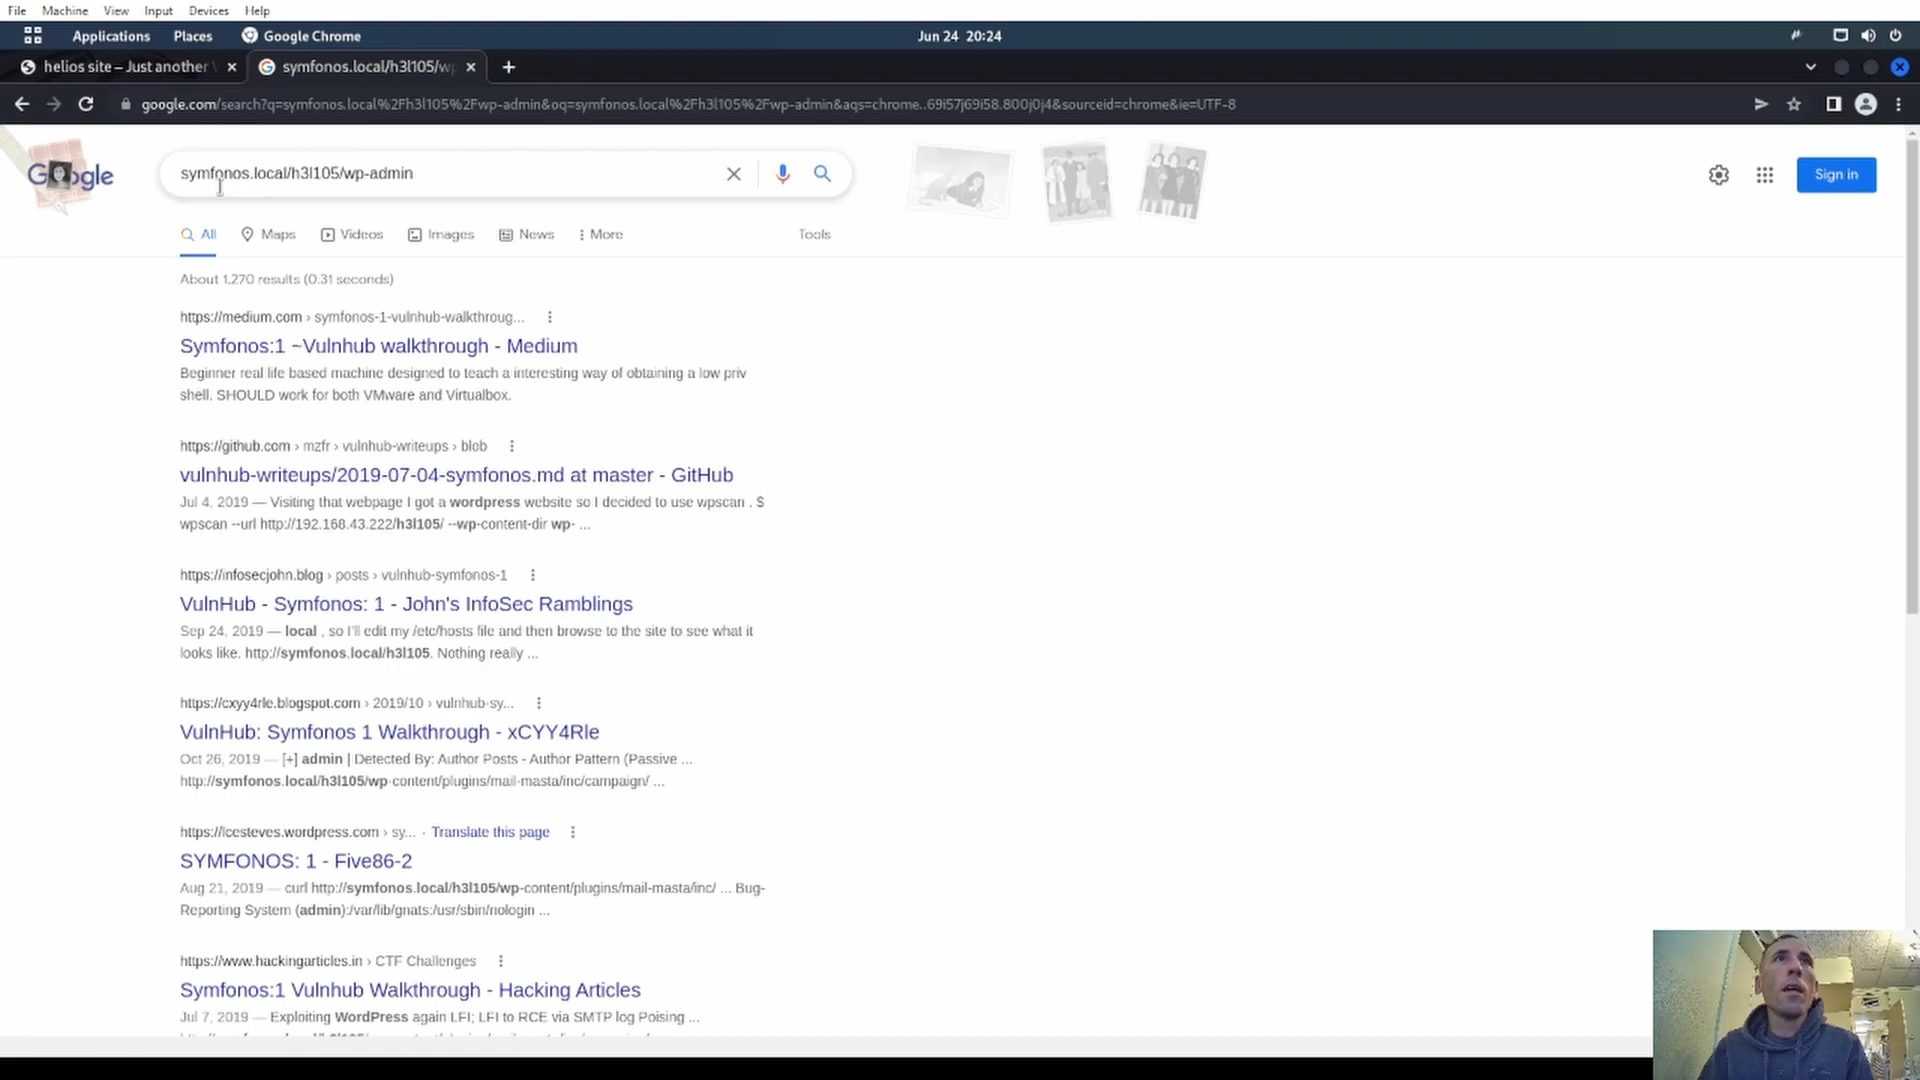 File Machine View Input Devices Help
Applications Places Google Chrome Jun 24 20:24
helios site – Just another symfonos.local/h3l105/wp
google.com/search?q=symfonos.local%2Fh3l105%2Fwp-admin&oq=symfonos.local%2Fh3l105%2Fwp-admin&aqs=chrome..69i57j69i58.800j0j4&sourceid=chrome&ie=UTF-8
Google symfonos.local/h3l105/wp-admin Sign in
All Maps Videos Images News More Tools
About 1,270 results (0.31 seconds)
https://medium.com › symfonos-1-vulnhub-walkthroug...
Symfonos:1 ~Vulnhub walkthrough - Medium
Beginner real life based machine designed to teach a interesting way of obtaining a low priv
shell. SHOULD work for both VMware and Virtualbox.
https://github.com › mzfr › vulnhub-writeups › blob
vulnhub-writeups/2019-07-04-symfonos.md at master - GitHub
Jul 4, 2019 — Visiting that webpage I got a wordpress website so I decided to use wpscan . $
wpscan --url http://192.168.43.222/h3l105/ --wp-content-dir wp- ...
https://infosecjohn.blog › posts › vulnhub-symfonos-1
VulnHub - Symfonos: 1 - John's InfoSec Ramblings
Sep 24, 2019 — local , so I'll edit my /etc/hosts file and then browse to the site to see what it
looks like. http://symfonos.local/h3l105. Nothing really ...
https://cxyy4rle.blogspot.com › 2019/10 › vulnhub-sy...
VulnHub: Symfonos 1 Walkthrough - xCYY4Rle
Oct 26, 2019 — [+] admin | Detected By: Author Posts - Author Pattern (Passive ...
http://symfonos.local/h3l105/wp-content/plugins/mail-masta/inc/campaign/ ...
https://lcesteves.wordpress.com › sy... · Translate this page
SYMFONOS: 1 - Five86-2
Aug 21, 2019 — curl http://symfonos.local/h3l105/wp-content/plugins/mail-masta/inc/ ... Bug-
Reporting System (admin):/var/lib/gnats:/usr/sbin/nologin ...
https://www.hackingarticles.in › CTF Challenges
Symfonos:1 Vulnhub Walkthrough - Hacking Articles
Jul 7, 2019 — Exploiting WordPress again LFI; LFI to RCE via SMTP log Poising ...